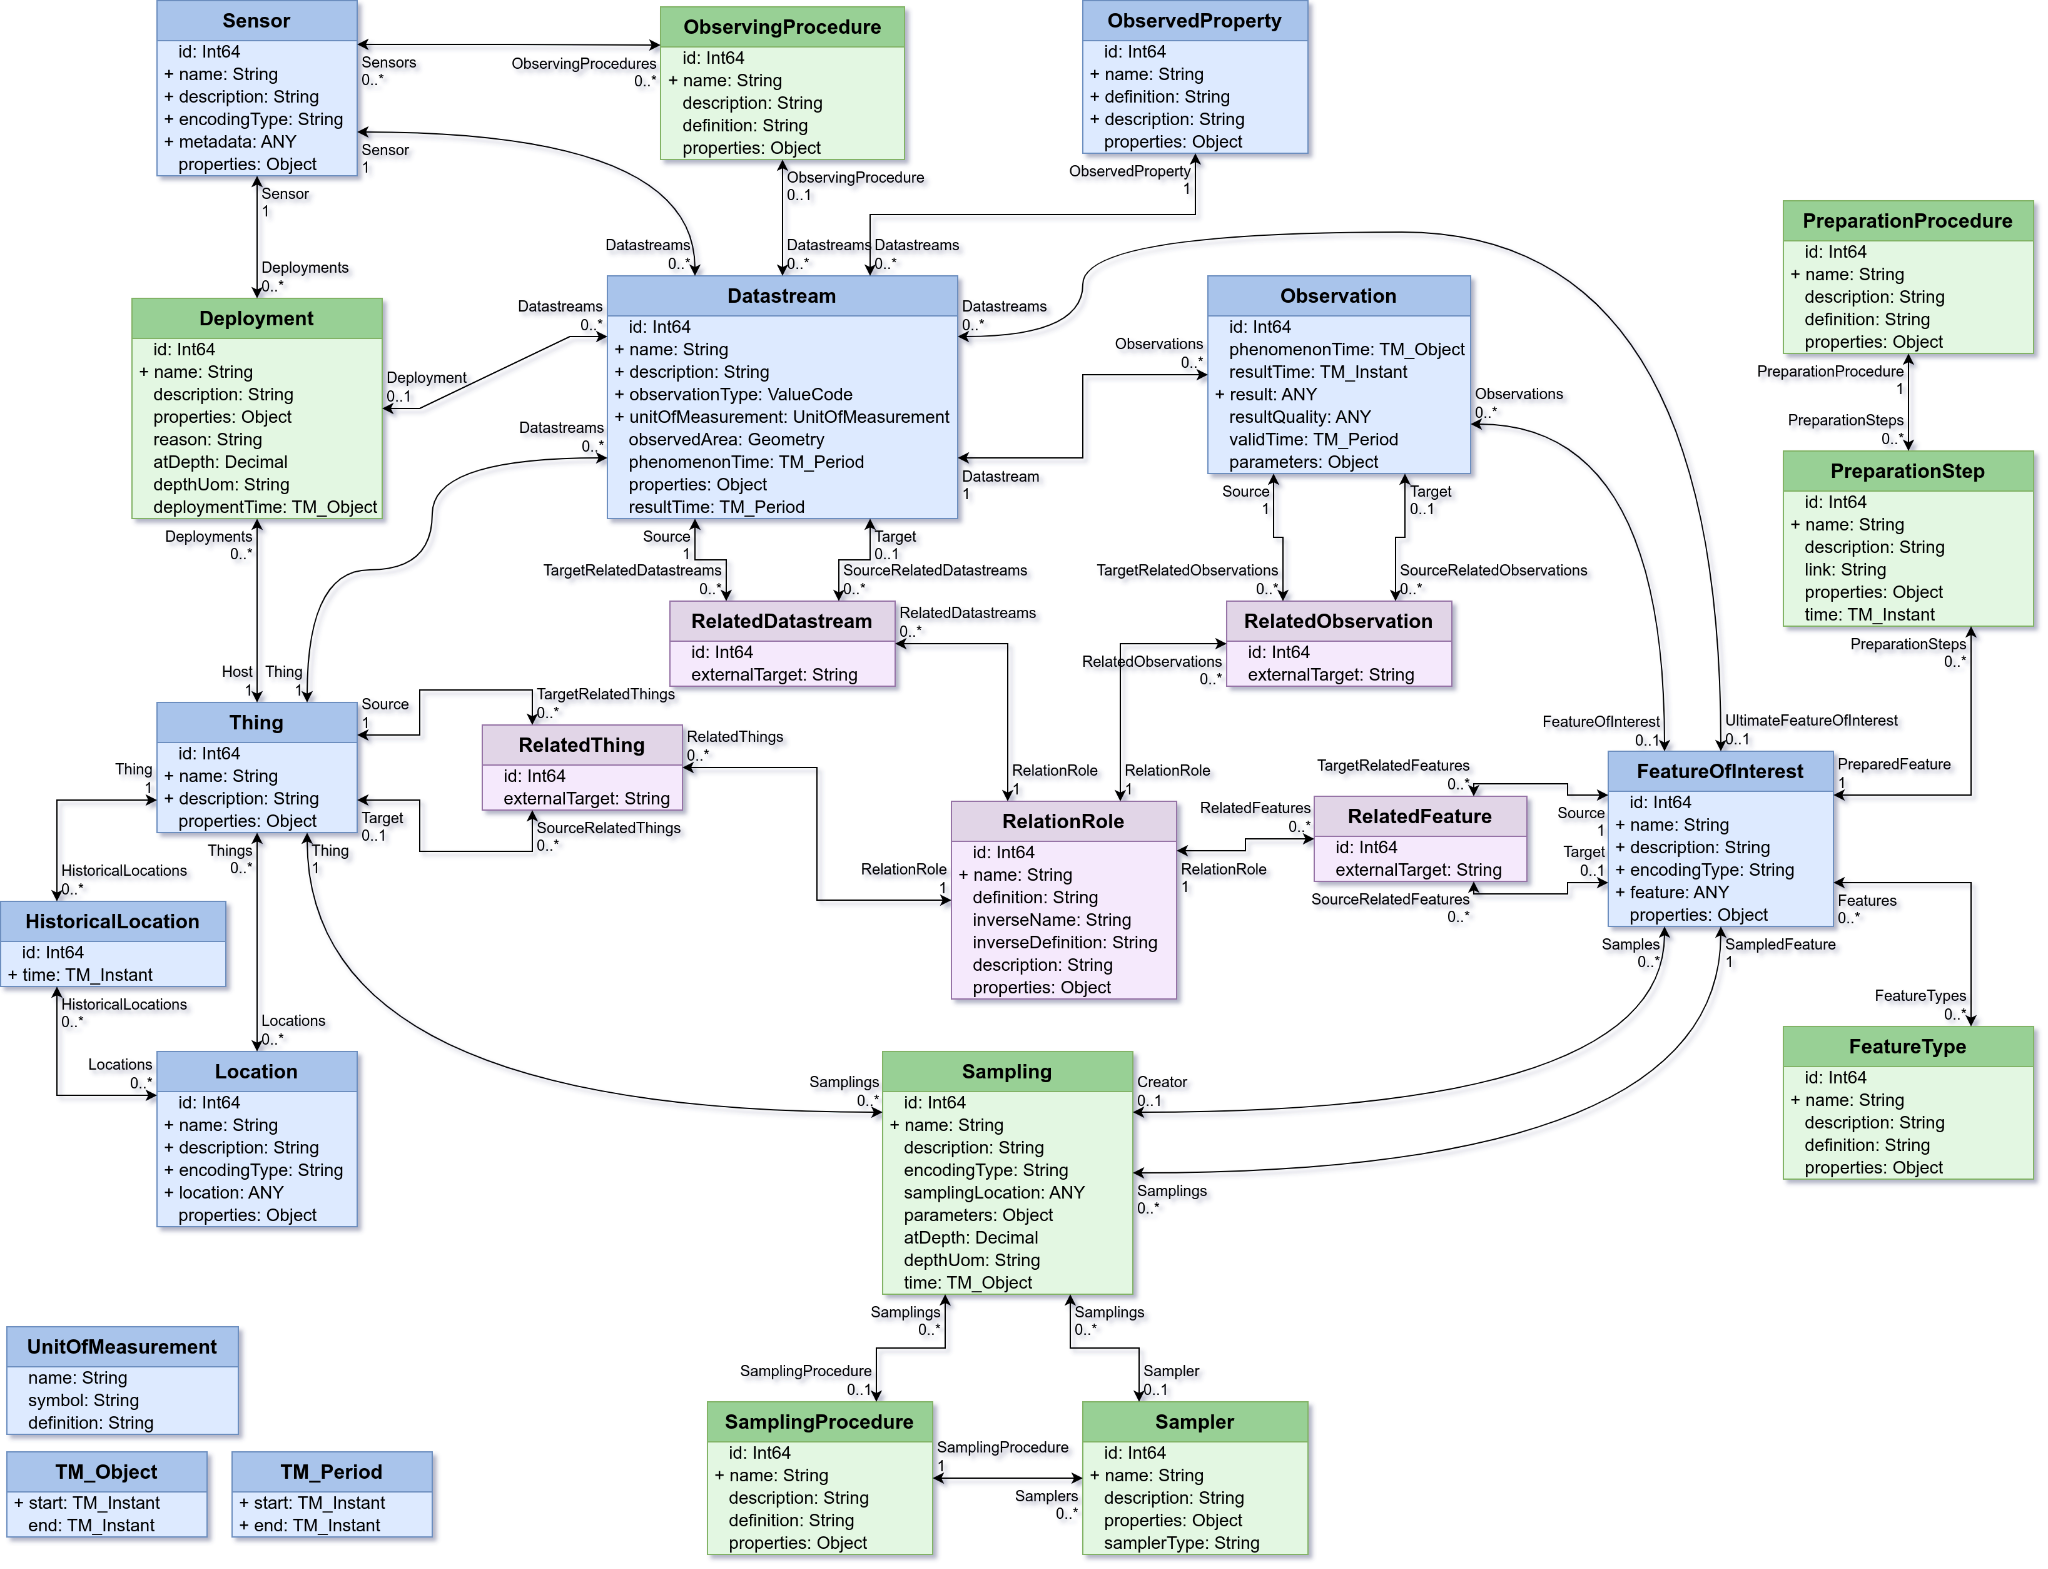 Sensor
id: Int64
+ name: String
+ description: String
+ encodingType: String
+ metadata: ANY
properties: Object
Sensors
0..*
ObservingProcedures
0..*
ObservingProcedure
id: Int64
+ name: String
description: String
definition: String
properties: Object
ObservedProperty
id: Int64
+ name: String
+ definition: String
+ description: String
properties: Object
Sensor
1
Sensor
1
ObservingProcedure
0..1
ObservedProperty
1
Deployments
0..*
Datastreams
0..*
Datastreams
0..*
Datastreams
0..*
PreparationProcedure
id: Int64
+ name: String
description: String
definition: String
properties: Object
PreparationProcedure
1
PreparationSteps
0..*
Deployment
id: Int64
+ name: String
description: String
properties: Object
reason: String
atDepth: Decimal
depthUom: String
deploymentTime: TM_Object
Datastreams
0..*
Deployment
0..1
Datastreams
0..*
Datastream
id: Int64
+ name: String
+ description: String
+ observationType: ValueCode
+ unitOfMeasurement: UnitOfMeasurement
observedArea: Geometry
phenomenonTime: TM_Period
properties: Object
resultTime: TM_Period
Datastreams
0..*
Observations
0..*
Datastream
1
Observation
id: Int64
phenomenonTime: TM_Object
resultTime: TM_Instant
+ result: ANY
resultQuality: ANY
validTime: TM_Period
parameters: Object
Observations
0..*
PreparationStep
id: Int64
+ name: String
description: String
link: String
properties: Object
time: TM_Instant
PreparationSteps
0..*
Deployments
0..*
Source
1
Target
0..1
TargetRelatedDatastreams
0..*
SourceRelatedDatastreams
0..*
Source
1
Target
0..1
TargetRelatedObservations
0..*
SourceRelatedObservations
0..*
RelatedDatastream
id: Int64
externalTarget: String
RelatedDatastreams
0..*
RelatedObservation
id: Int64
externalTarget: String
RelatedObservations
0..*
Host
1
Thing
1
Thing
id: Int64
+ name: String
+ description: String
properties: Object
Source
1
TargetRelatedThings
0..*
RelatedThing
id: Int64
externalTarget: String
RelatedThings
0..*
Target
0..1
SourceRelatedThings
0..*
RelationRole
1
RelationRole
1
RelationRole
1
RelationRole
1
RelationRole
id: Int64
+ name: String
definition: String
inverseName: String
inverseDefinition: String
description: String
properties: Object
RelatedFeatures
0..*
TargetRelatedFeatures
0..*
RelatedFeature
id: Int64
externalTarget: String
SourceRelatedFeatures
0..*
Source
1
Target
0..1
FeatureOfInterest
0..1
UltimateFeatureOfInterest
0..1
FeatureOfInterest
id: Int64
+ name: String
+ description: String
+ encodingType: String
+ feature: ANY
properties: Object
PreparedFeature
1
Features
0..*
FeatureTypes
0..*
FeatureType
id: Int64
+ name: String
description: String
definition: String
properties: Object
Samples
0..*
SampledFeature
1
Thing
1
HistoricalLocations
0..*
HistoricalLocation
id: Int64
+ time: TM_Instant
HistoricalLocations
0..*
Locations
0..*
Things
0..*
Thing
1
Locations
0..*
Location
id: Int64
+ name: String
+ description: String
+ encodingType: String
+ location: ANY
properties: Object
Samplings
0..*
Sampling
id: Int64
+ name: String
description: String
encodingType: String
samplingLocation: ANY
parameters: Object
atDepth: Decimal
depthUom: String
time: TM_Object
Creator
0..1
Samplings
0..*
Samplings
0..*
Samplings
0..*
SamplingProcedure
0..1
Sampler
0..1
SamplingProcedure
id: Int64
+ name: String
description: String
definition: String
properties: Object
SamplingProcedure
1
Samplers
0..*
Sampler
id: Int64
+ name: String
description: String
properties: Object
samplerType: String
UnitOfMeasurement
name: String
symbol: String
definition: String
TM_Object
+ start: TM_Instant
end: TM_Instant
TM_Period
+ start: TM_Instant
+ end: TM_Instant